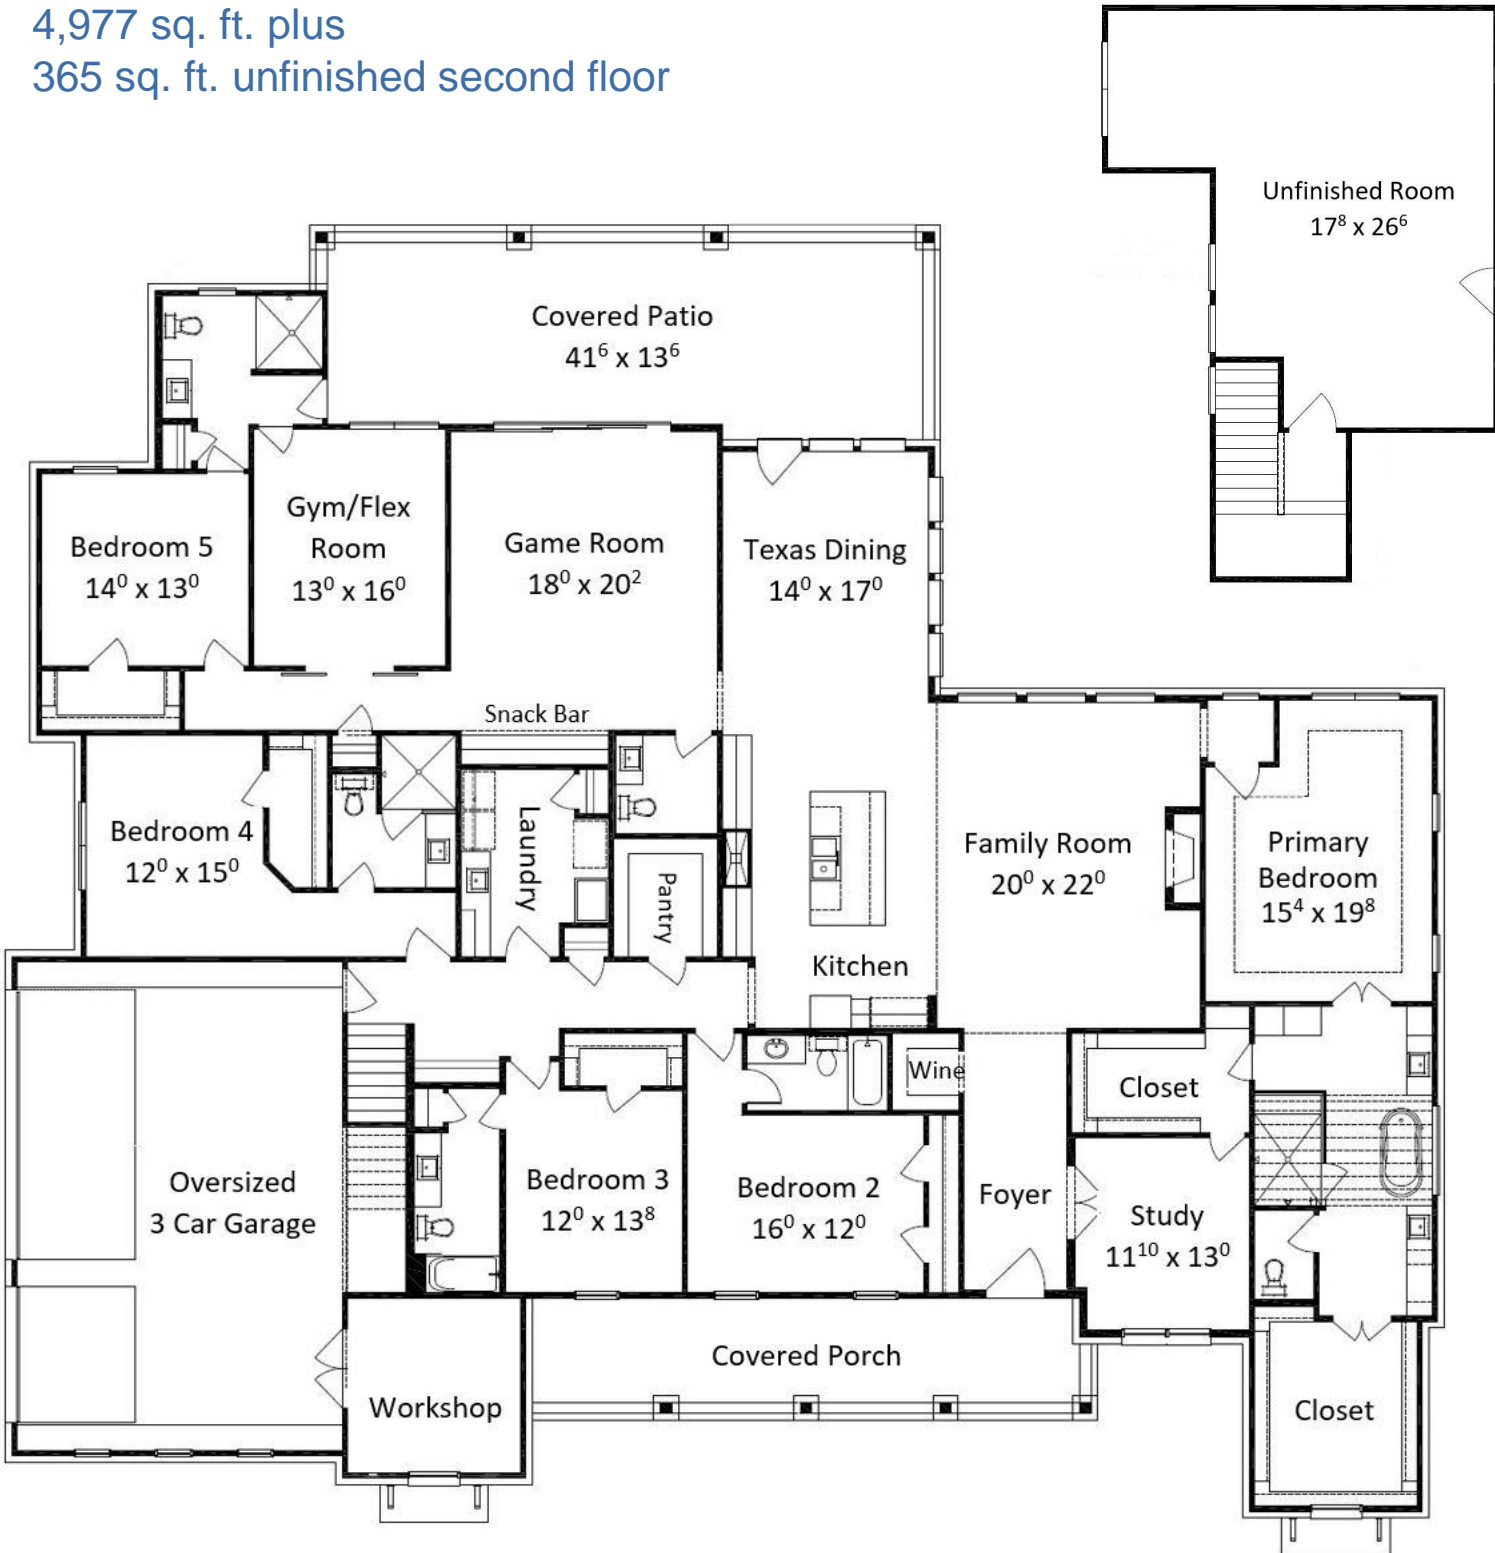 4,977 sq. ft. plus
365 sq. ft. unfinished second floor
Unfinished Room
17⁸ x 26⁶
Covered Patio
41⁶ x 13⁶
Bedroom 5
14⁰ x 13⁰
Gym/Flex
Room
13⁰ x 16⁰
Game Room
18⁰ x 20²
Texas Dining
14⁰ x 17⁰
Snack Bar
Bedroom 4
12⁰ x 15⁰
Laundry
Pantry
Kitchen
Family Room
20⁰ x 22⁰
Primary
Bedroom
15⁴ x 19⁸
Wine
Closet
Oversized
3 Car Garage
Bedroom 3
12⁰ x 13⁸
Bedroom 2
16⁰ x 12⁰
Foyer
Study
11¹⁰ x 13⁰
Covered Porch
Workshop
Closet